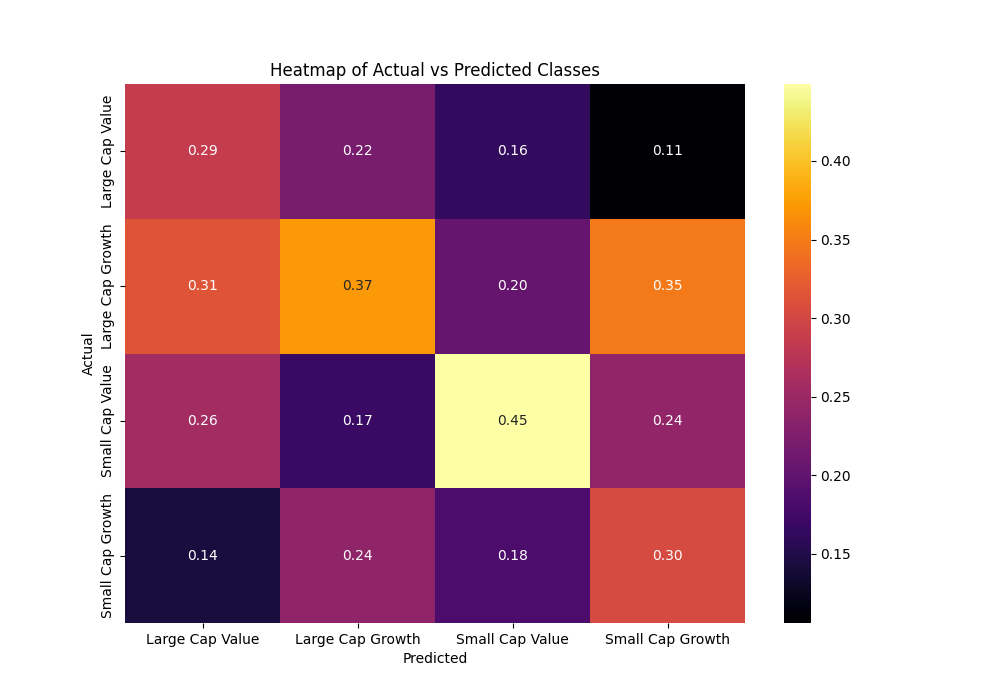 Heatmap of Actual vs Predicted Classes
Actual
Large Cap Value
0.29 0.22 0.16 0.11
Large Cap Growth
0.31 0.37 0.20 0.35
Small Cap Value
0.26 0.17 0.45 0.24
Small Cap Growth
0.14 0.24 0.18 0.30
Large Cap Value Large Cap Growth Small Cap Value Small Cap Growth
Predicted
0.40
0.35
0.30
0.25
0.20
0.15